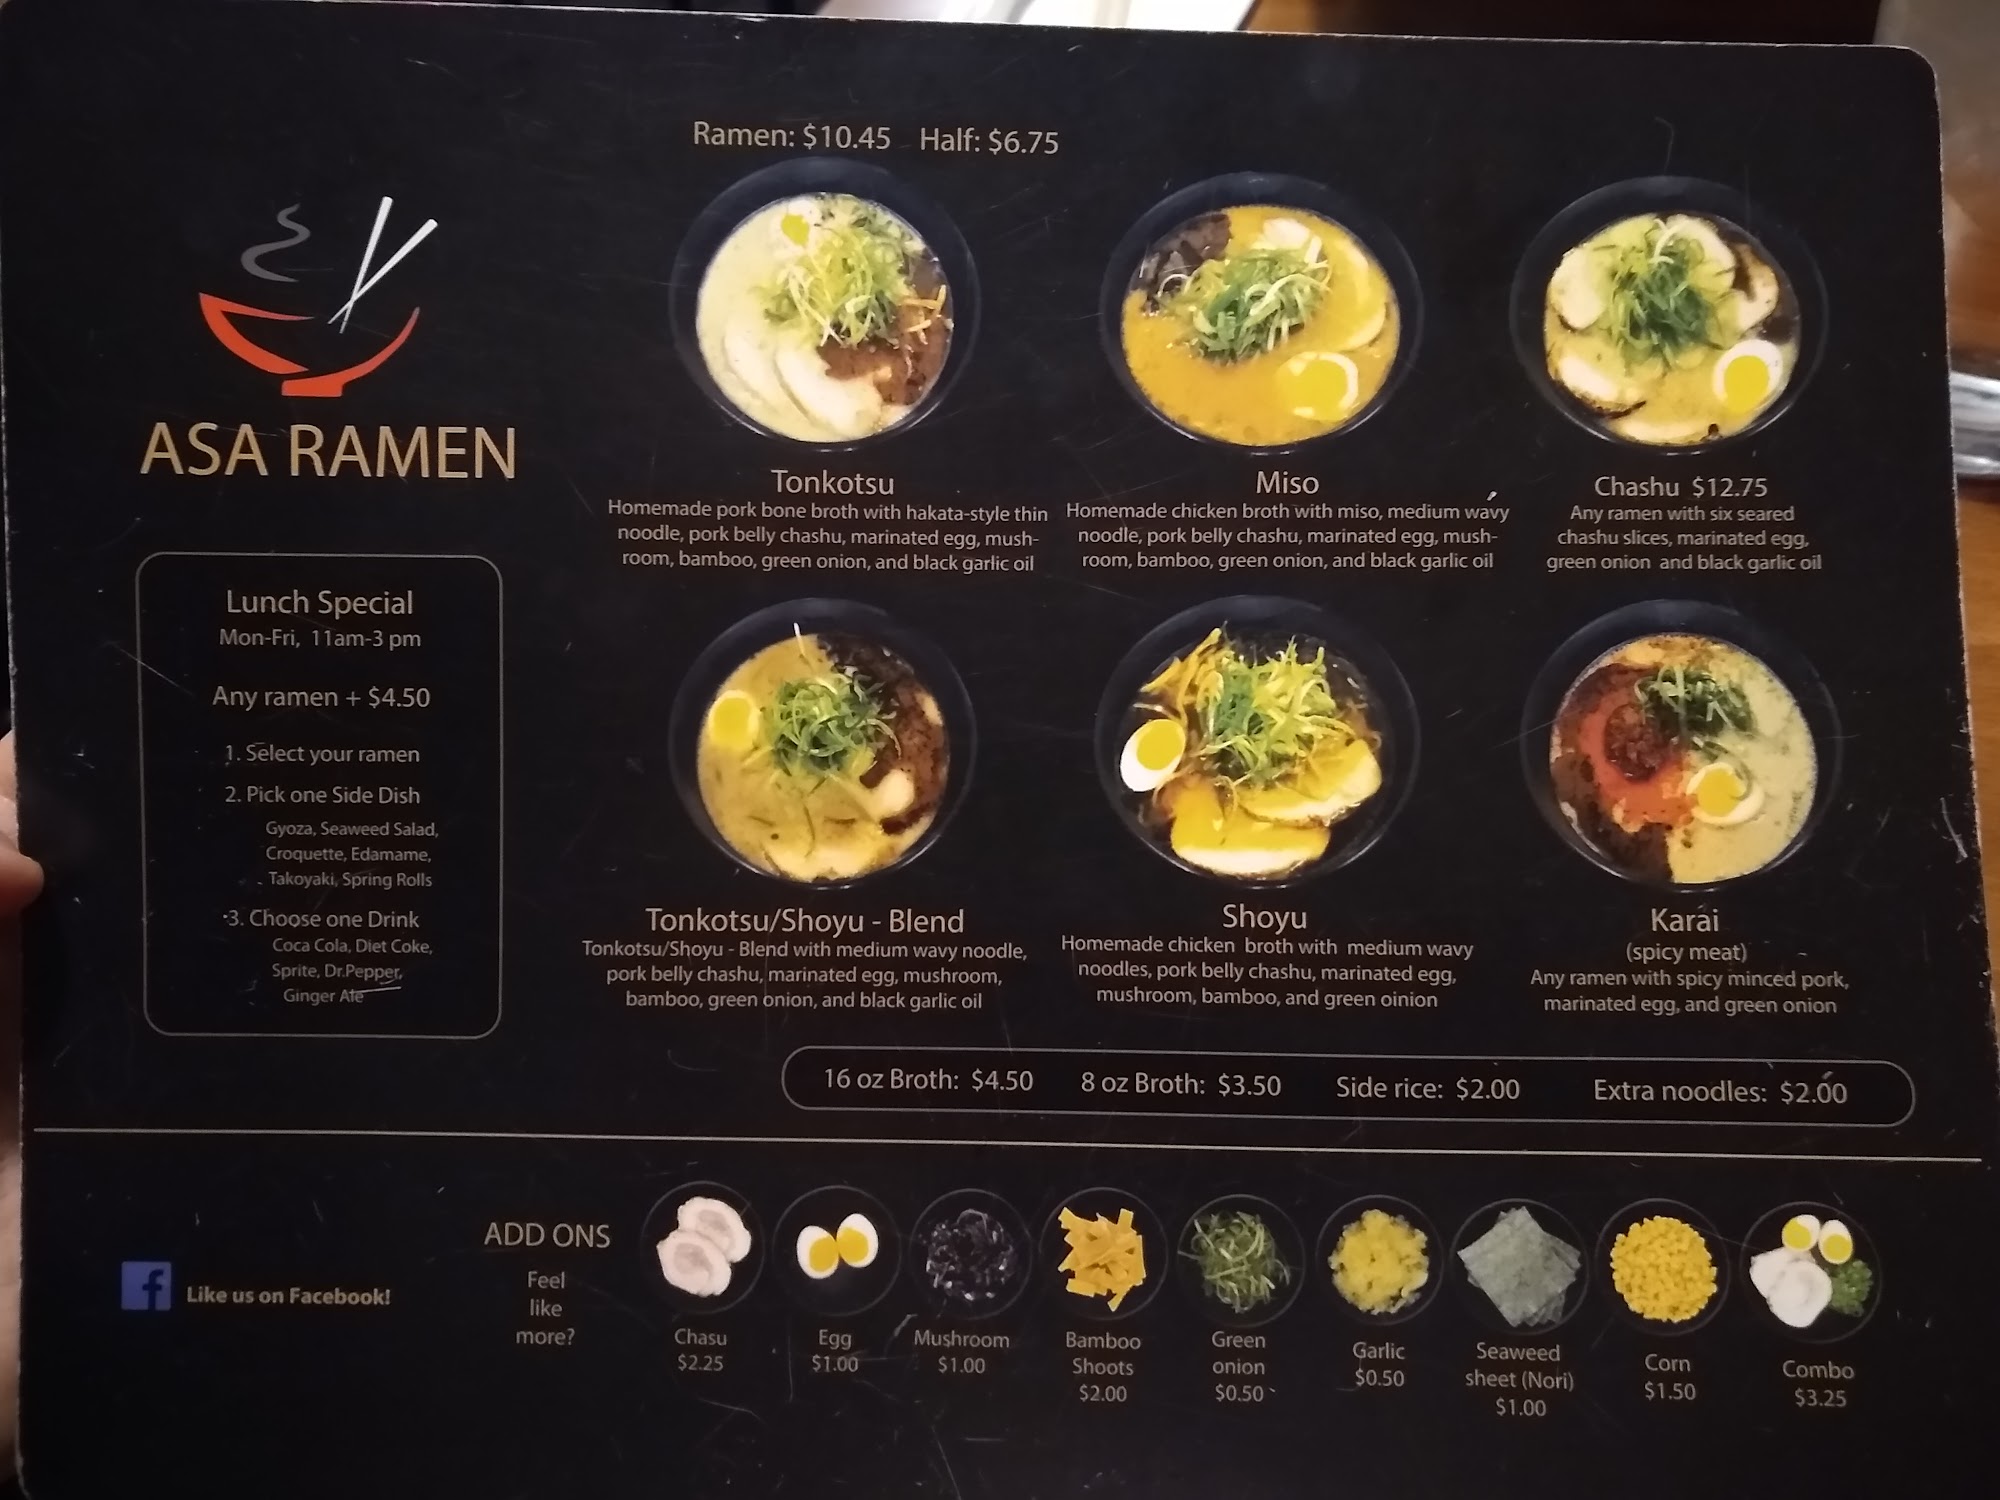 Ramen: $10.45 Half: $6.75
ASA RAMEN
Lunch Special
Mon-Fri, 11am-3 pm
Any ramen + $4.50
1. Select your ramen
2. Pick one Side Dish
Gyoza, Seaweed Salad,
Croquette, Edamame,
Takoyaki, Spring Rolls
3. Choose one Drink
Coca Cola, Diet Coke,
Sprite, Dr.Pepper,
Ginger Ale
Tonkotsu
Homemade pork bone broth with hakata-style thin
noodle, pork belly chashu, marinated egg, mush-
room, bamboo, green onion, and black garlic oil
Miso
Homemade chicken broth with miso, medium wavy
noodle, pork belly chashu, marinated egg, mush-
room, bamboo, green onion, and black garlic oil
Chashu $12.75
Any ramen with six seared
chashu slices, marinated egg,
green onion and black garlic oil
Tonkotsu/Shoyu - Blend
Tonkotsu/Shoyu - Blend with medium wavy noodle,
pork belly chashu, marinated egg, mushroom,
bamboo, green onion, and black garlic oil
Shoyu
Homemade chicken broth with medium wavy
noodles, pork belly chashu, marinated egg,
mushroom, bamboo, and green oinion
Karai
(spicy meat)
Any ramen with spicy minced pork,
marinated egg, and green onion
16 oz Broth: $4.50 8 oz Broth: $3.50 Side rice: $2.00 Extra noodles: $2.00
Like us on Facebook!
ADD ONS
Feel
like
more?
Chasu
$2.25
Egg
$1.00
Mushroom
$1.00
Bamboo
Shoots
$2.00
Green
onion
$0.50
Garlic
$0.50
Seaweed
sheet (Nori)
$1.00
Corn
$1.50
Combo
$3.25